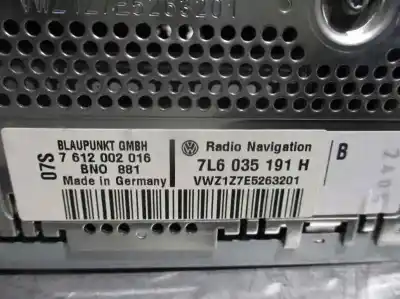 VWZ1Z7E5263201
07S
BLAUPUNKT GMBH
7 612 002 016
BNO 881
Made in Germany
Radio Navigation
7L6 035 191 H
VWZ1Z7E5263201
B